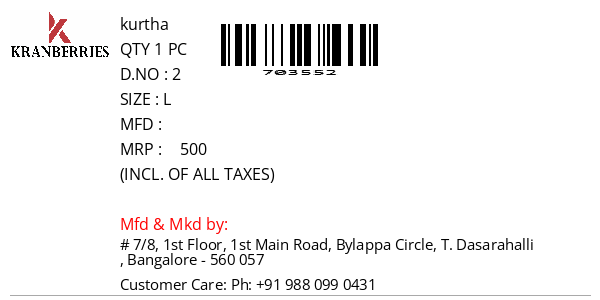 KRANBERRIES
kurtha
QTY 1 PC
D.NO : 2
SIZE : L
MFD :
MRP : 500
(INCL. OF ALL TAXES)
703552
Mfd & Mkd by:
# 7/8, 1st Floor, 1st Main Road, Bylappa Circle, T. Dasarahalli
, Bangalore - 560 057
Customer Care: Ph: +91 988 099 0431